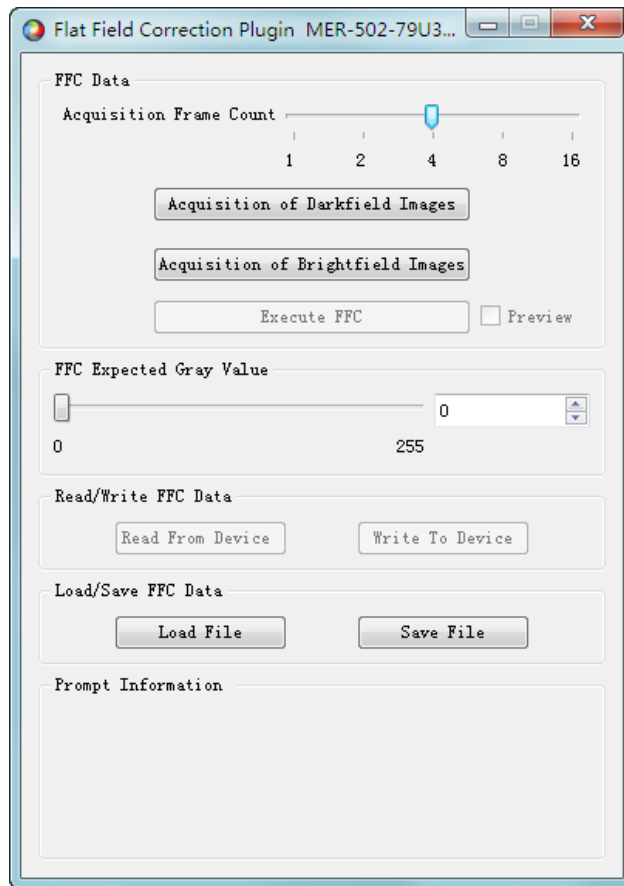 Flat Field Correction Plugin MER-502-79U3...
FFC Data
Acquisition Frame Count
1 2 4 8 16
Acquisition of Darkfield Images
Acquisition of Brightfield Images
Execute FFC Preview
FFC Expected Gray Value
0
0 255
Read/Write FFC Data
Read From Device Write To Device
Load/Save FFC Data
Load File Save File
Prompt Information